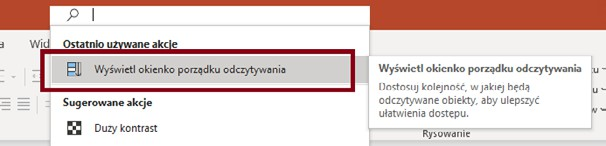 Wid
Ostatnio używane akcje
Wyświetl okienko porządku odczytywania
Sugerowane akcje
Duży kontrast
Wyświetl okienko porządku odczytywania
Dostosuj kolejność, w jakiej będą
odczytywane obiekty, aby ulepszyć
ułatwienia dostępu.
Rysowanie